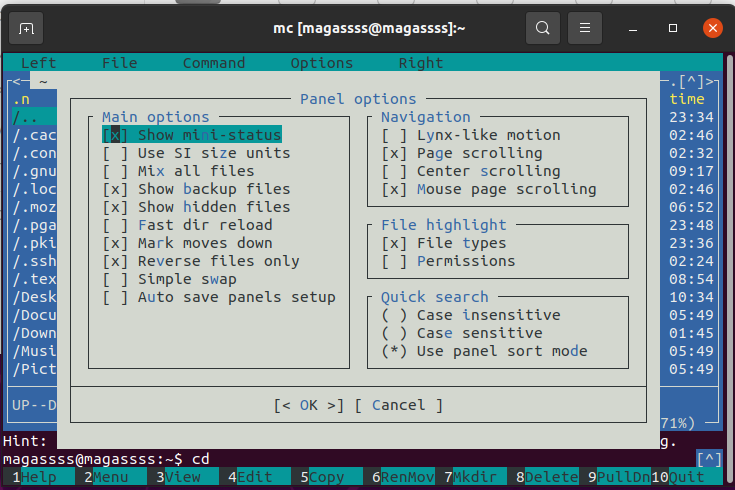 mc [magassss@magassss]:~
Left File Command Options Right
<─ ~ .[^]>
.n time
Panel options
/.. 23:34
/.cac 02:46
/.con 02:32
/.gnu 09:17
/.loc 02:46
/.moz 06:52
/.pga 23:48
/.pki 23:36
/.ssh 02:24
/.tex 08:54
/Desk 10:34
/Docu 05:49
/Down 01:45
/Musi 05:49
/Pict 05:49
Main options
[x] Show mini-status
[ ] Use SI size units
[ ] Mix all files
[x] Show backup files
[x] Show hidden files
[ ] Fast dir reload
[x] Mark moves down
[x] Reverse files only
[ ] Simple swap
[ ] Auto save panels setup
Navigation
[ ] Lynx-like motion
[x] Page scrolling
[ ] Center scrolling
[x] Mouse page scrolling
File highlight
[x] File types
[ ] Permissions
Quick search
( ) Case insensitive
( ) Case sensitive
(*) Use panel sort mode
[< OK >] [ Cancel ]
UP--D
71%)
Hint: g.
magassss@magassss:~$ cd [^]
1Help 2Menu 3View 4Edit 5Copy 6RenMov 7Mkdir 8Delete 9PullDn 10Quit